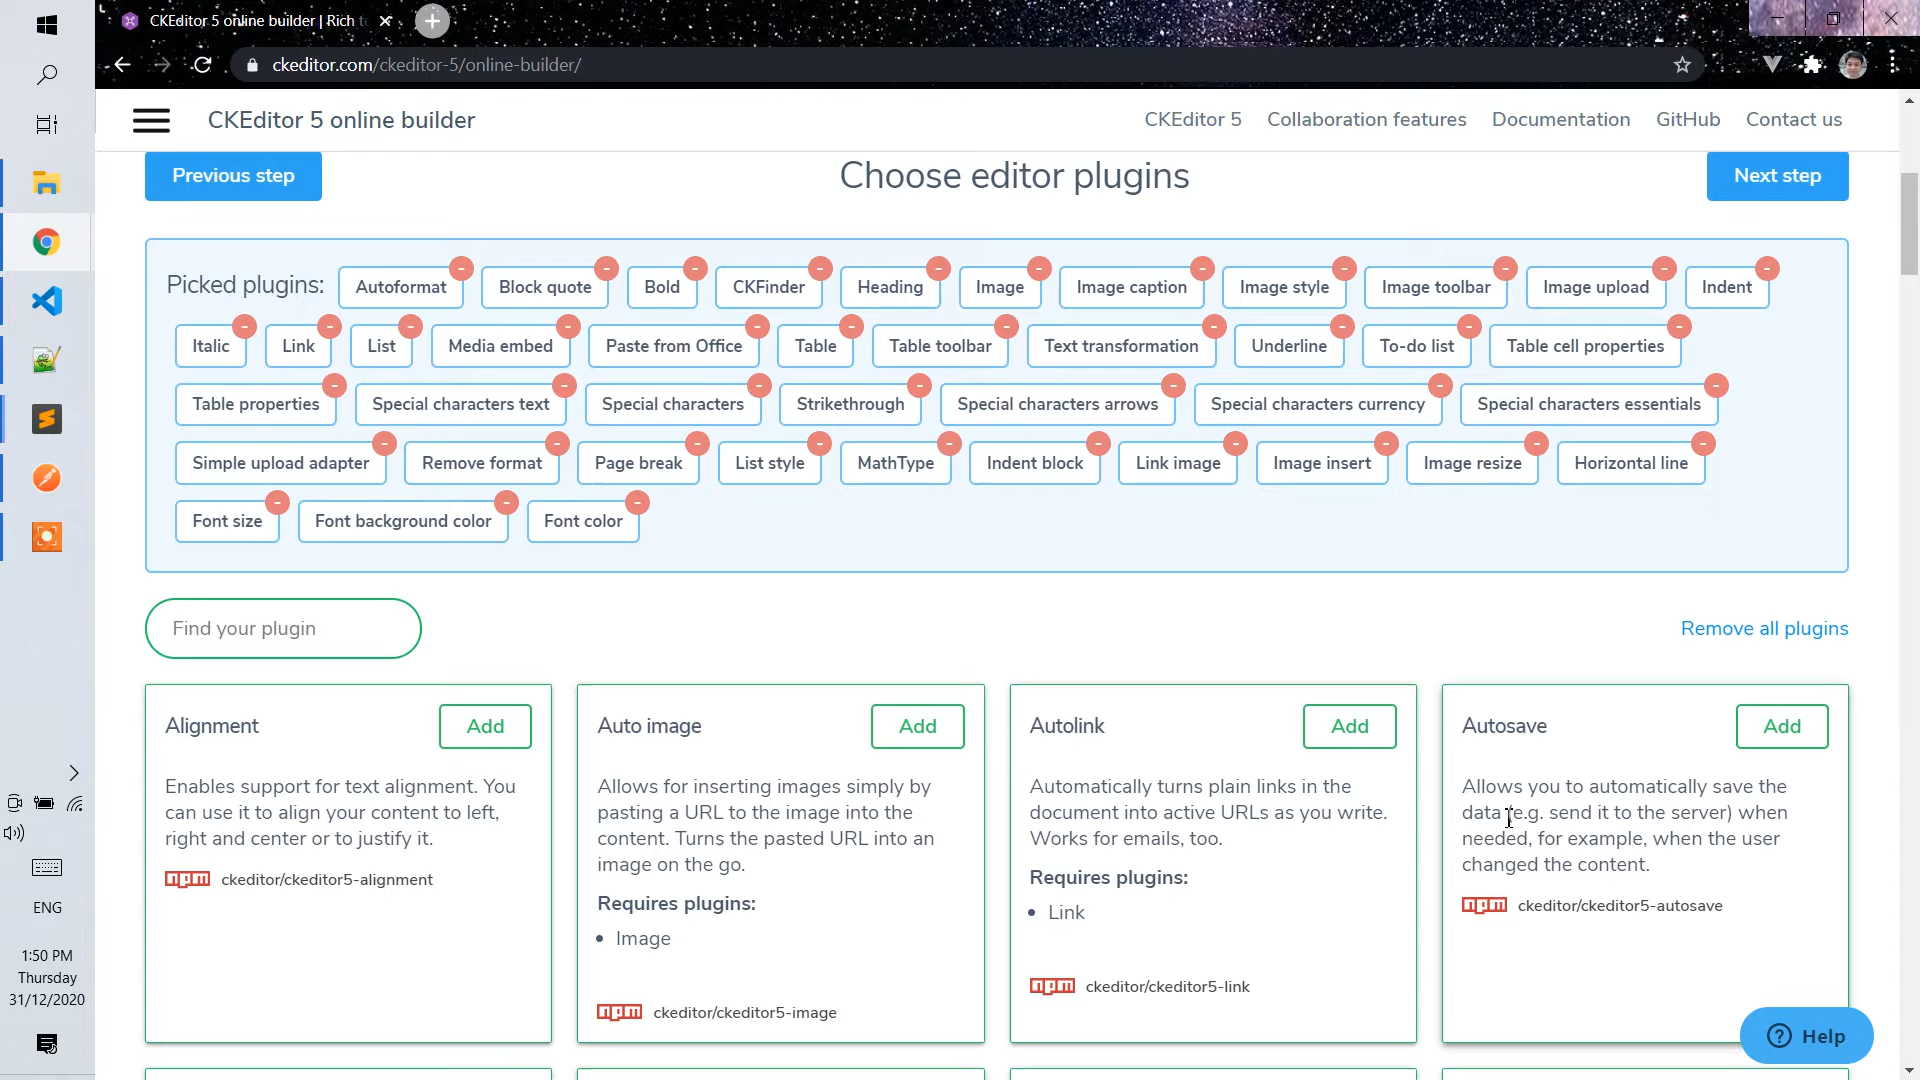 CKEditor 5 online builder | Rich te
ckeditor.com/ckeditor-5/online-builder/
CKEditor 5 online builder
CKEditor 5 Collaboration features Documentation GitHub Contact us
Previous step
Choose editor plugins
Next step
Picked plugins: Autoformat Block quote Bold CKFinder Heading Image Image caption Image style Image toolbar Image upload Indent
Italic Link List Media embed Paste from Office Table Table toolbar Text transformation Underline To-do list Table cell properties
Table properties Special characters text Special characters Strikethrough Special characters arrows Special characters currency Special characters essentials
Simple upload adapter Remove format Page break List style MathType Indent block Link image Image insert Image resize Horizontal line
Font size Font background color Font color
Find your plugin
Remove all plugins
Alignment
Add
Enables support for text alignment. You
can use it to align your content to left,
right and center or to justify it.
npm ckeditor/ckeditor5-alignment
Auto image
Add
Allows for inserting images simply by
pasting a URL to the image into the
content. Turns the pasted URL into an
image on the go.
Requires plugins:
• Image
npm ckeditor/ckeditor5-image
Autolink
Add
Automatically turns plain links in the
document into active URLs as you write.
Works for emails, too.
Requires plugins:
• Link
npm ckeditor/ckeditor5-link
Autosave
Add
Allows you to automatically save the
data (e.g. send it to the server) when
needed, for example, when the user
changed the content.
npm ckeditor/ckeditor5-autosave
Help
ENG
1:50 PM
Thursday
31/12/2020